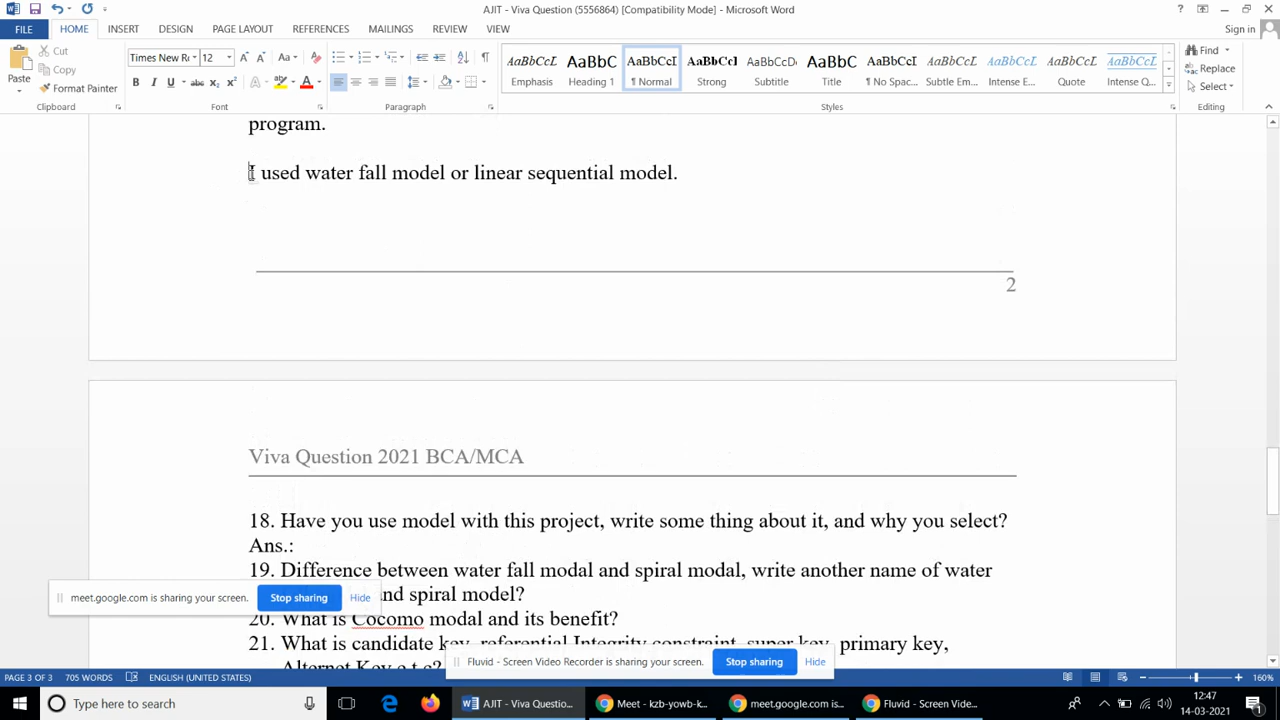 AJIT - Viva Question (5556864) [Compatibility Mode] - Microsoft Word
FILE HOME INSERT DESIGN PAGE LAYOUT REFERENCES MAILINGS REVIEW VIEW Sign in
Paste
Cut
Copy
Format Painter
Clipboard
Times New Ro 12
Font
Paragraph
AaBbCcL AaBbC AaBbCcI AaBbCcL AaBbCcDc AaBbC AaBbCcI AaBbCcL AaBbCcL AaBbCcL AaBbCcL
Emphasis Heading 1 ¶ Normal Strong Subtitle Title ¶ No Spac... Subtle Em... Intense E... Quote Intense Q...
Styles
Find
Replace
Select
Editing
program.
I used water fall model or linear sequential model.
2
Viva Question 2021 BCA/MCA
18. Have you use model with this project, write some thing about it, and why you select?
Ans.:
19. Difference between water fall modal and spiral modal, write another name of water
nd spiral model?
20. What is Cocomo modal and its benefit?
21. What is candidate key, referential Integrity constraint, super key, primary key,
Alternet Key e.t.c?
meet.google.com is sharing your screen. Stop sharing Hide
Fluvid - Screen Video Recorder is sharing your screen. Stop sharing Hide
PAGE 3 OF 3 705 WORDS ENGLISH (UNITED STATES) 160%
Type here to search
AJIT - Viva Questio...
Meet - kzb-yowb-k...
meet.google.com is...
Fluvid - Screen Vide...
12:47
14-03-2021